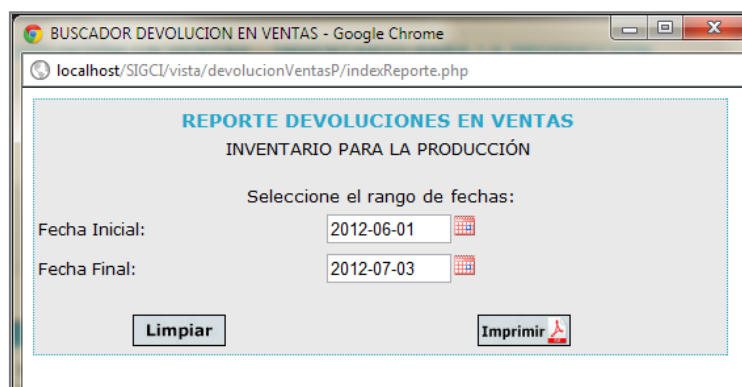 BUSCADOR DEVOLUCION EN VENTAS - Google Chrome
localhost/SIGCI/vista/devolucionVentasP/indexReporte.php
REPORTE DEVOLUCIONES EN VENTAS
INVENTARIO PARA LA PRODUCCIÓN
Seleccione el rango de fechas:
Fecha Inicial: 2012-06-01
Fecha Final: 2012-07-03
Limpiar Imprimir